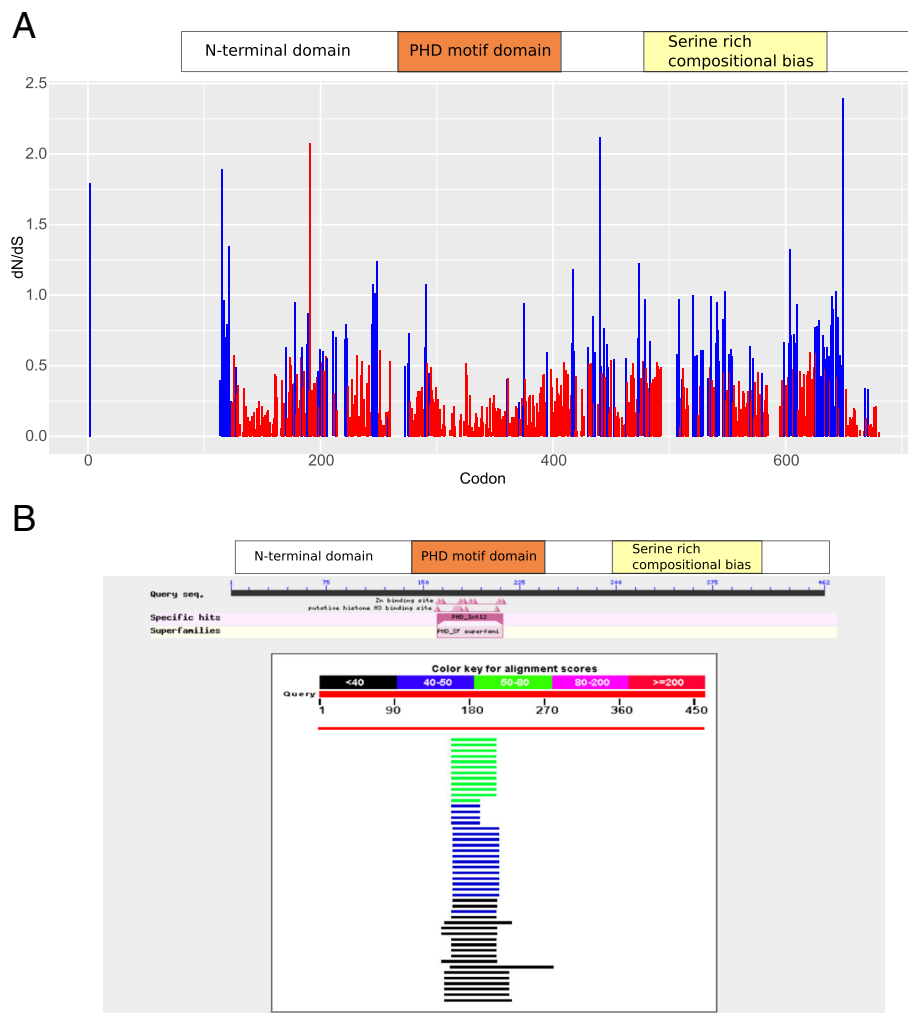 A
N-terminal domain PHD motif domain Serine rich
compositional bias
2.5
2.0
1.5
1.0
0.5
0.0
dN/dS
0 200 400 600
Codon
B
N-terminal domain PHD motif domain Serine rich
compositional bias
1 75 150 225 300 375 462
Query seq.
Zn binding site
putative histone H3 binding site
Specific hits PHD_Int12
Superfamilies PHD_SF superfami
Color key for alignment scores
<40 40-50 50-80 80-200 >=200
Query
1 90 180 270 360 450